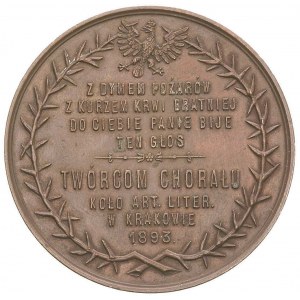 Z DYMEM POŻARÓW
Z KURZEM KRWI BRATNIEJ
DO CIEBIE PANIE BIJE
TEN GŁOS
TWÓRCOM CHORAŁU
KOŁO ART. LITER.
W KRAKOWIE
1893.